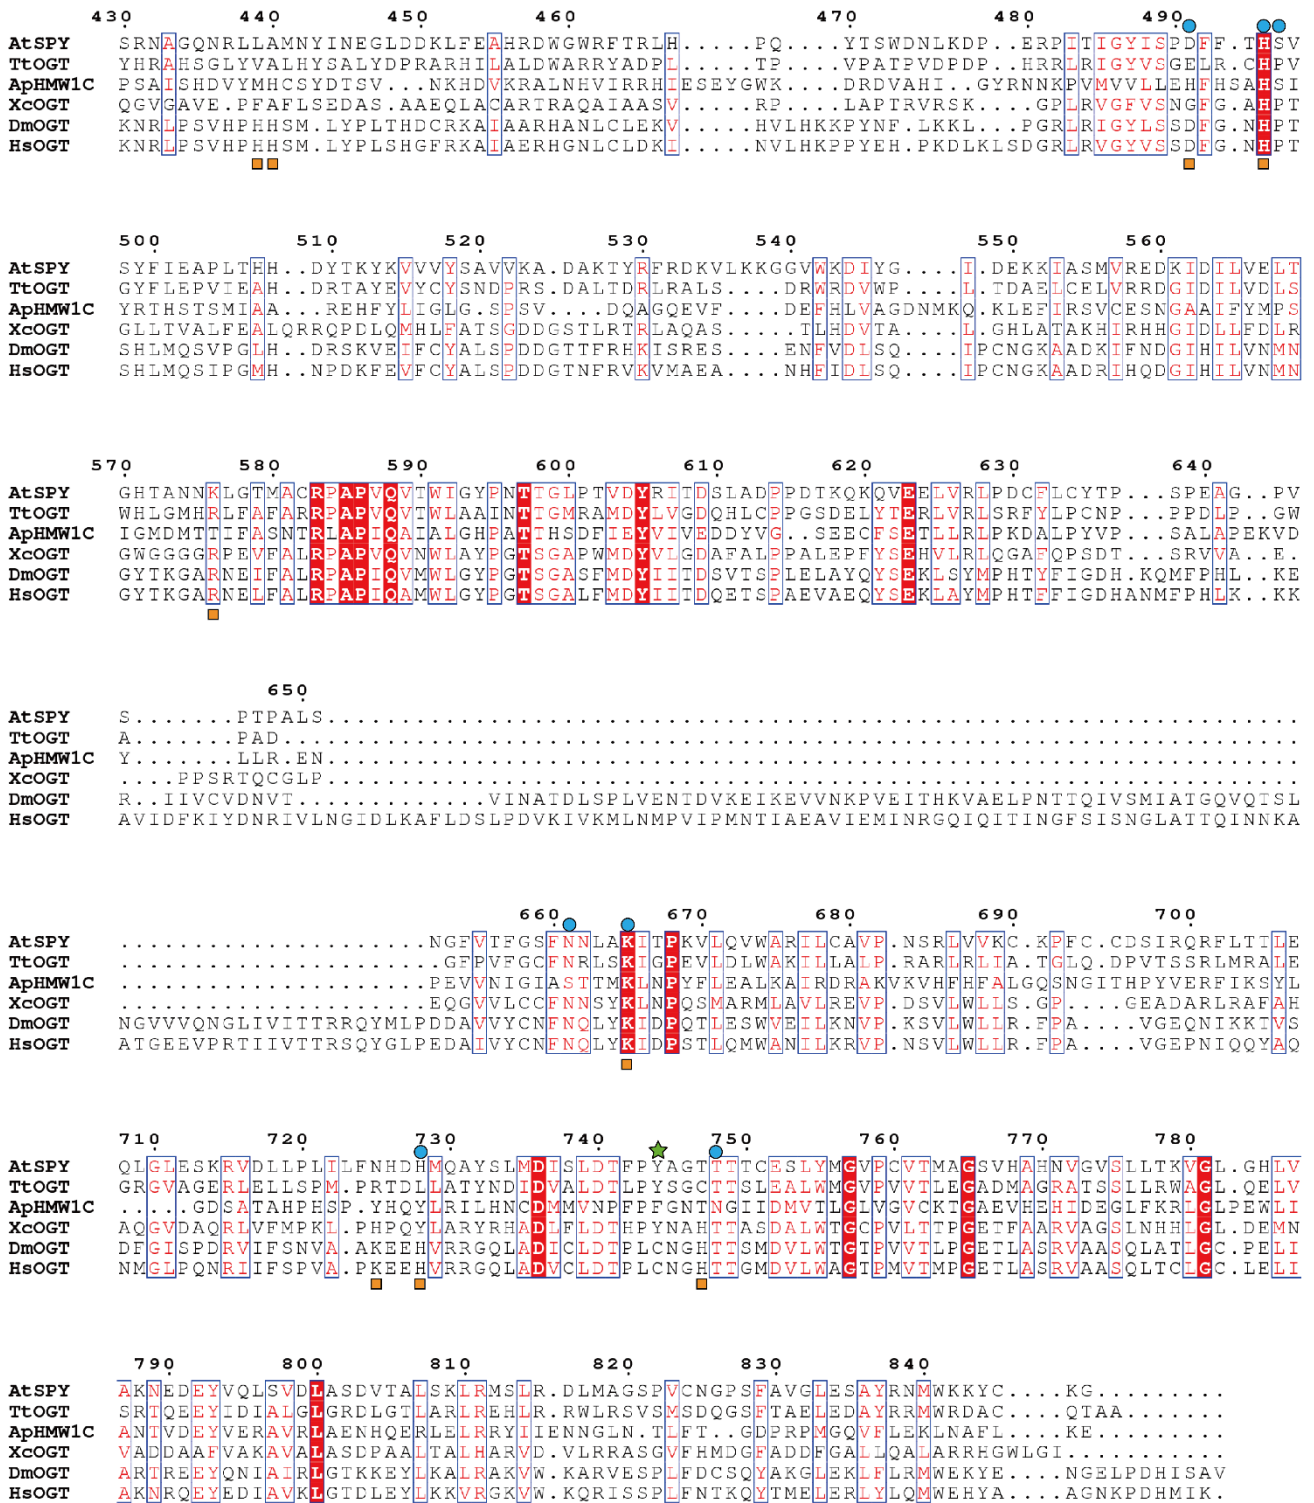 430 440 450 460 470 480 490
AtSPY SRNAGQNRLLAMNYINEGLDDKLFEAHRDWGWRFTRLH.....PQ....YTSWDNLKDP..ERPITIGYISPDFF.THSV
TtOGT YHRAHSGLYVALHYSALYDPRARHILALDWARRYADPL.....TP....VPATPVDPDP..HRRLRIGYVSGELR.CHPV
ApHMW1C PSAISHDVYMHCSYDTSV..NKHDVKRALNHVIRRHIESEYGWK....DRDVAHI.GYRNNKPVMVVLLEHFHSAHSI
XcOGT QGVGAVE.PFAFLSEDAS.AAEQLACARTRAQAIAASV.....RP....LAPTRVRSK....GPLRVGFVSNGFG.AHPT
DmOGT KNRLPSVHPHHSM.LYPLTHDCRKAIAARHANLCLEKV.....HVLHKKPYNF.LKKL..PGRLRIGYLSSDFG.NHPT
HsOGT KNRLPSVHPHHSM.LYPLSHGFRKAIAERHGNLCLDKI.....NVLHKPPYEH.PKDLKLSDGRLRVGYVSSDFG.NHPT
500 510 520 530 540 550 560
AtSPY SYFIEAPLTHH..DYTKYKVVVYSAVVKA.DAKTYRFRDKVLKKGGVWKDIYG....I.DEKKIASMVREDKIDILVELT
TtOGT GYFLEPVIEAH..DRTAYEVYCYSNDPRS.DALTDRLRALS....DRWRDVWP....L.TDAELCELVRRDGIDILVDLS
ApHMW1C YRTHSTSMIAA....REHFYLIGLG.SPSV....DQAGQEVF....DEFHLVAGDNMKQ.KLEFIRSVCESNGAAIFYMPS
XcOGT GLLTVALFEALQRRQPDLQMHLFATSGDDGSTLRTRLAQAS....TLHDVTA....L.GHLATAKHIRHHGIDLLFDLR
DmOGT SHLMQSVPGLH..DRSKVEIFCYALSPDDGTTFRHKISRES....ENFVDLSQ....IPCNGKAADKIFNDGIHILVNMN
HsOGT SHLMQSIPGMH..NPDKFEVFCYALSPDDGTNFRVKVMAEA....NHFIDLSQ....IPCNGKAADRIHQDGIHILVNMN
570 580 590 600 610 620 630 640
AtSPY GHTANNKLGTMACRPAPVQVTWIGYPNTTGLPTVDYRITDSLADPPDTKQKQVEELVRLPDCFLCYTP...SPEAG..PV
TtOGT WHLGMHRLFAFARRPAPVQVTWLAAINTTGMRAMDYLVGDQHLCPPGSDELYTERLVRLSRFYLPCNP...PPDLP..GW
ApHMW1C IGMDMTTIFASNTRLAPIQAIALGHPATTHSDFIEYVIVEDDYVG..SEECFSETLLRLPKDALPYVP...SALAPEKVD
XcOGT GWGGGGRPEVFALRPAPIQVNWLAYPGTSGAPWMDYVLGDAFALPPALEPFYSEHVLRLQGAFQPSDT...SRVVA..E.
DmOGT GYTKGARNEIFALRPAPIQVMWLGYPGTSGASFMDYIITDSVTSPLELAYQYSEKLSYMPHTYFIGDH.KQMFPHL..KE
HsOGT GYTKGARNELFALRPAPIQAMWLGYPGTSGALFMDYIITDQETSPAEVAEQYSEKLAYMPHTFFIGDHANMFPHLK..KK
650
AtSPY S.......PTPALS.....................................................
TtOGT A.......PAD.....................................................
ApHMW1C Y.......LLR.EN.....................................................
XcOGT ....PPSRTQCGLP.....................................................
DmOGT R..IIVCVDNVT.............VINATDLSPLVENTDVKEIKEVVNKPVEITHKVAELPNTTQIVSMIATGQVQTSL
HsOGT AVIDFKIYDNRIVLNGIDLKAFLDSLPDVKIVKMLNMPVIPMNTIAEAVIEMINRGQIQITINGFSISNGLATTQINNKA
660 670 680 690 700
AtSPY .....................NGFVTFGSFNNLAKITPKVLQVWARILCAVP.NSRLVVKC.KPFC.CDSIRQRFLTTLE
TtOGT ......................GFPVFGCFNRLSKIGPEVLDLWAKILLALP.RARLRLIA.TGLQ.DPVTSSRLMRALE
ApHMW1C .....................PEVVNIGIASTTMKLNPYFLEALKAIRDRAKVKVHFHFALGQSNGITHPYVERFIKSYL
XcOGT .....................EQGVVLCCFNNSYKLNPQSMARMLAVLREVP.DSVLWLLS.GP....GEADARLRAFAH
DmOGT NGVVVQNGLIVITTRRQYMLPDDAVVYCNFNQLYKIDPQTLESWVEILKNVP.KSVLWLLR.FPA....VGEQNIKKTVS
HsOGT ATGEEVPRTIIVTTRSQYGLPEDAIVYCNFNQLYKIDPSTLQMWANILKRVP.NSVLWLLR.FPA....VGEPNIQQYAQ
710 720 730 740 750 760 770 780
AtSPY QLGLESKRVDLLPLILFNHDHMQAYSLMDISLDTFPYAGTTTTCESLYMGVPCVTMAGSVHAHNVGVSLLTKVGL.GHLV
TtOGT GRGVAGERLELLSPM.PRTDLLATYNDIDVALDTLPYSGCTTSLEALWMGVPVVTLEGADMAGRATSSLLRWAGL.QELV
ApHMW1C ....GDSATAHPHSP.YHQYLRILHNCDMMVNPFPFGNTNGIIDMVTLGLVGVCKTGAEVHEHIDEGLFKRLGLPEWLI
XcOGT AQGVDAQRLVFMPKL.PHPQYLARYRHADLFLDTHPYNAHTTASDALWTGCPVLTTPGETFAARVAGSLNHHLGL.DEMN
DmOGT DFGISPDRVIFSNVA.AKEEHVRRGQLADICLDTPLCNGHTTSMDVLWTGTPVVTLPGETLASRVAASQLATLGC.PELI
HsOGT NMGLPQNRIIFSPVA.PKEEHVRRGQLADVCLDTPLCNGHTTGMDVLWAGTPMVTMPGETLASRVAASQLTCLGC.LELI
790 800 810 820 830 840
AtSPY AKNEDEYVQLSVDLASDVTALSKLRMSLR.DLMAGSPVCNGPSFAVGLESAYRNMWKKYC....KG.........
TtOGT SRTQEEYIDIALGLGRDLGTLARLREHLR.RWLRSVSMSDQGSFTAELEDAYRRMWRDAC....QTAA.......
ApHMW1C ANTVDEYVERAVRLAENHQERLELRRYIIENNGLN.TLFT..GDPRPMGQVFLEKLNAFL....KE.........
XcOGT VADDAAFVAKAVALASDPAALTALHARVD.VLRRASGVFHMDGFADDFGALLQALARRHGWLGI...........
DmOGT ARTREEYQNIAIRLGTKKEYLKALRAKVW.KARVESPLFDCSQYAKGLEKLFLRMWEKYE....NGELPDHISAV
HsOGT AKNRQEYEDIAVKLGTDLEYLKKVRGKVW.KQRISSPLFNTKQYTMELERLYLQMWEHYA....AGNKPDHMIK.